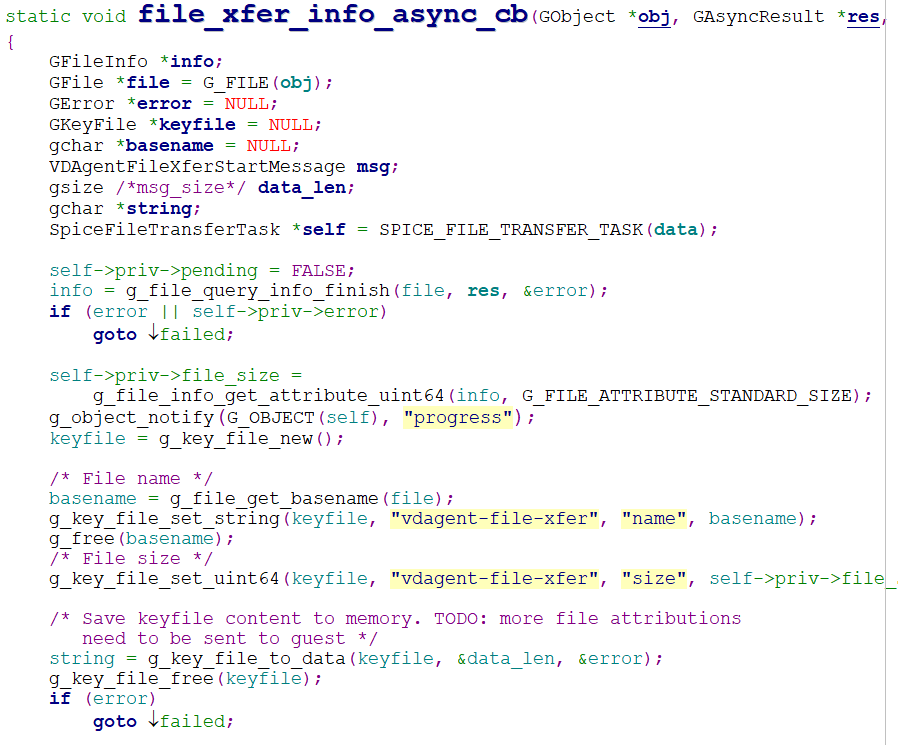 static void file_xfer_info_async_cb(GObject *obj, GAsyncResult *res,
{
    GFileInfo *info;
    GFile *file = G_FILE(obj);
    GError *error = NULL;
    GKeyFile *keyfile = NULL;
    gchar *basename = NULL;
    VDAgentFileXferStartMessage msg;
    gsize /*msg_size*/ data_len;
    gchar *string;
    SpiceFileTransferTask *self = SPICE_FILE_TRANSFER_TASK(data);
    self->priv->pending = FALSE;
    info = g_file_query_info_finish(file, res, &error);
    if (error || self->priv->error)
        goto ↓failed;
    self->priv->file_size =
        g_file_info_get_attribute_uint64(info, G_FILE_ATTRIBUTE_STANDARD_SIZE);
    g_object_notify(G_OBJECT(self), "progress");
    keyfile = g_key_file_new();
    /* File name */
    basename = g_file_get_basename(file);
    g_key_file_set_string(keyfile, "vdagent-file-xfer", "name", basename);
    g_free(basename);
    /* File size */
    g_key_file_set_uint64(keyfile, "vdagent-file-xfer", "size", self->priv->file_
    /* Save keyfile content to memory. TODO: more file attributions
       need to be sent to guest */
    string = g_key_file_to_data(keyfile, &data_len, &error);
    g_key_file_free(keyfile);
    if (error)
        goto ↓failed;